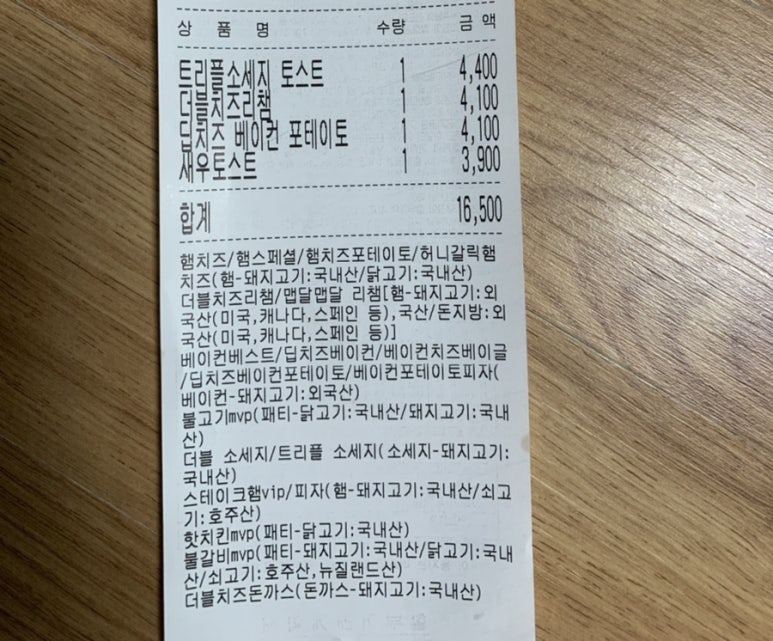 상 품 명 수량 금 액
트리플소세지 토스트 1 4,400
더블치즈리챔 1 4,100
딥치즈 베이컨 포테이토 1 4,100
새우토스트 1 3,900
합계 16,500
햄치즈/햄스페셜/햄치즈포테이토/허니갈릭햄
치즈(햄-돼지고기:국내산/닭고기:국내산)
더블치즈리챔/맵달맵달 리챔[햄-돼지고기:외
국산(미국,캐나다,스페인 등),국산/돈지방:외
국산(미국,캐나다,스페인 등)]
베이컨베스트/딥치즈베이컨/베이컨치즈베이글
/딥치즈베이컨포테이토/베이컨포테이토피자(
베이컨-돼지고기:외국산)
불고기mvp(패티-닭고기:국내산/돼지고기:국내
산)
더블 소세지/트리플 소세지(소세지-돼지고기:
국내산)
스테이크햄vip/피자(햄-돼지고기:국내산/쇠고
기:호주산)
핫치킨mvp(패티-닭고기:국내산)
불갈비mvp(패티-돼지고기:국내산/닭고기:국내
산/쇠고기:호주산,뉴질랜드산)
더블치즈돈까스(돈까스-돼지고기:국내산)